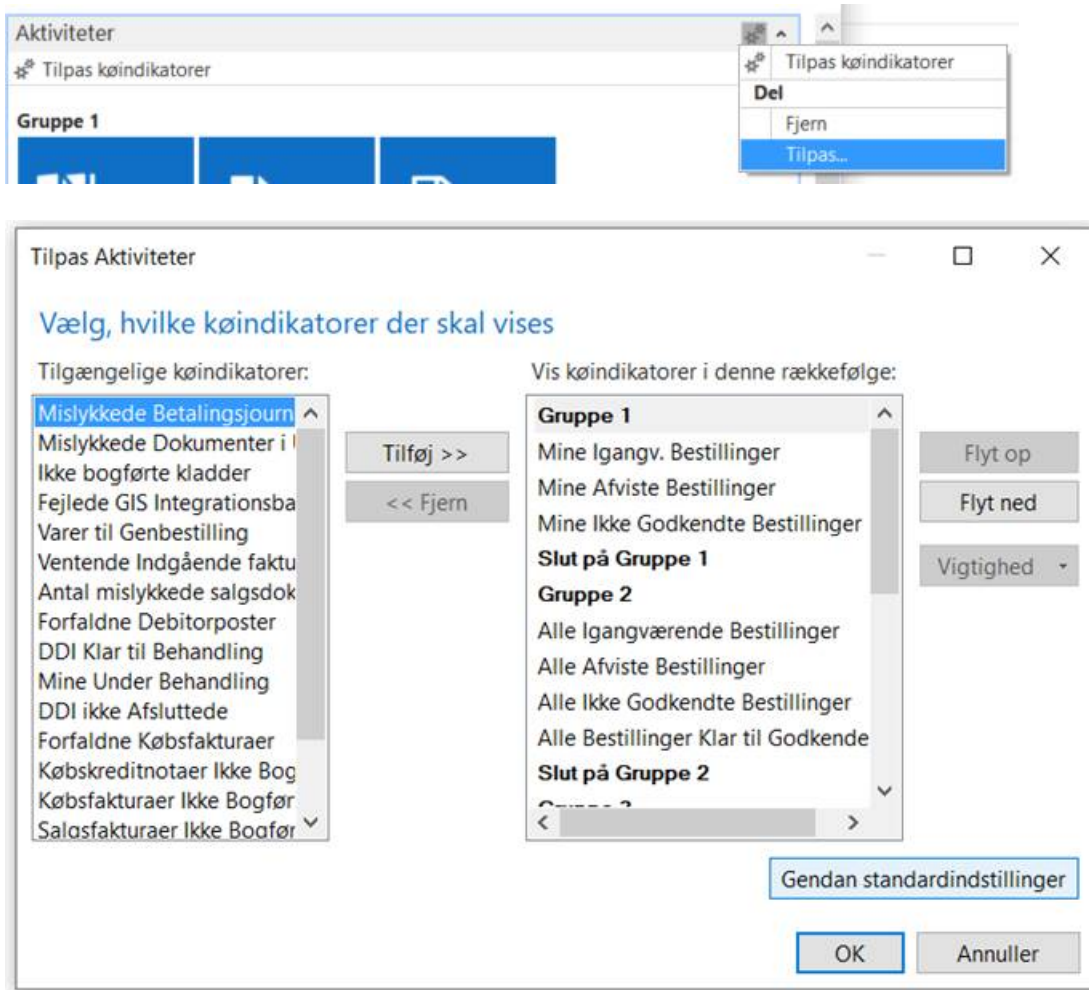 Aktiviteter
Tilpas køindikatorer
Gruppe 1
Tilpas køindikatorer
Del
Fjern
Tilpas...
Tilpas Aktiviteter
Vælg, hvilke køindikatorer der skal vises
Tilgængelige køindikatorer:
Mislykkede Betalingsjourn
Mislykkede Dokumenter i
Ikke bogførte kladder
Fejlede GIS Integrationsba
Varer til Genbestilling
Ventende Indgående faktu
Antal mislykkede salgsdok
Forfaldne Debitorposter
DDI Klar til Behandling
Mine Under Behandling
DDI ikke Afsluttede
Forfaldne Købsfakturaer
Købskreditnotaer Ikke Bog
Købsfakturaer Ikke Bogfør
Salgsfakturaer Ikke Bogfør
Tilføj >>
<< Fjern
Vis køindikatorer i denne rækkefølge:
Gruppe 1
Mine Igangv. Bestillinger
Mine Afviste Bestillinger
Mine Ikke Godkendte Bestillinger
Slut på Gruppe 1
Gruppe 2
Alle Igangværende Bestillinger
Alle Afviste Bestillinger
Alle Ikke Godkendte Bestillinger
Alle Bestillinger Klar til Godkende
Slut på Gruppe 2
Gruppe 3
Flyt op
Flyt ned
Vigtighed
Gendan standardindstillinger
OK
Annuller